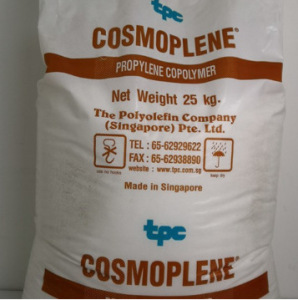 tpc
COSMOPLENE®
PROPYLENE COPOLYMER
Net Weight 25 kg.
The Polyolefin Company
(Singapore) Pte. Ltd.
TEL : 65-62929622
FAX : 65-62938890
website : www.tpc.com.sg
Made in Singapore
tpc
COSMOPLENE®